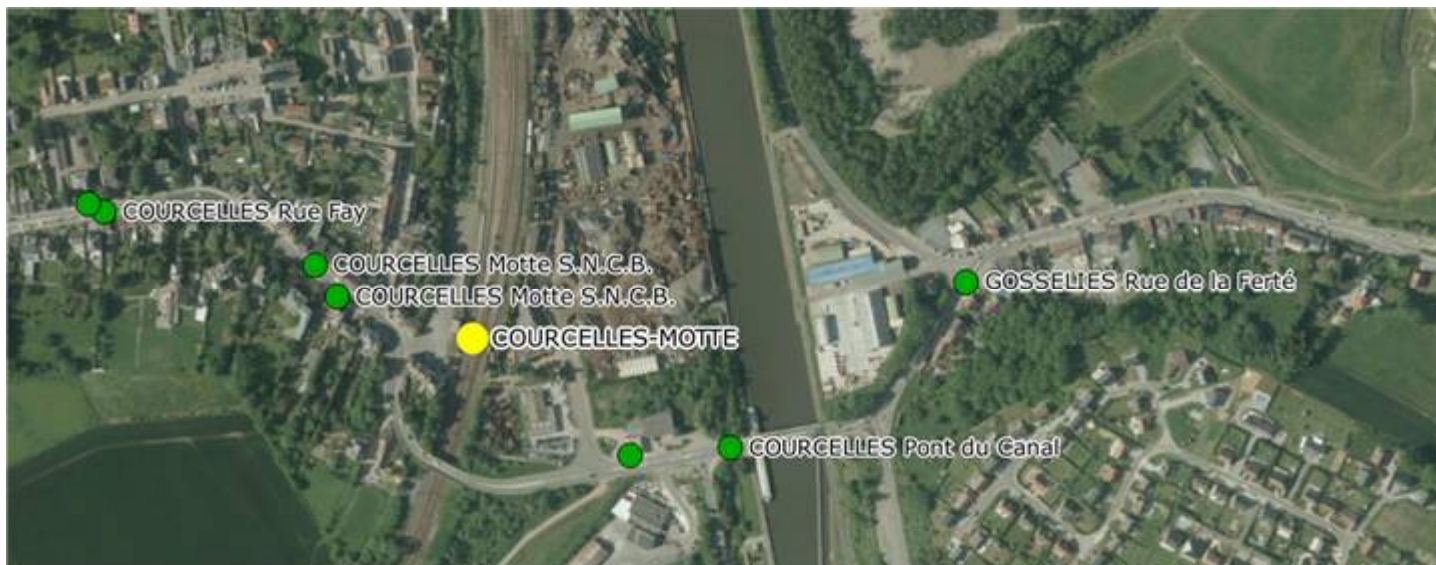 COURCELLES Rue Fay
COURCELLES Motte S.N.C.B.
COURCELLES Motte S.N.C.B.
COURCELLES-MOTTE
GOSSELIES Rue de la Ferté
COURCELLES Pont du Canal